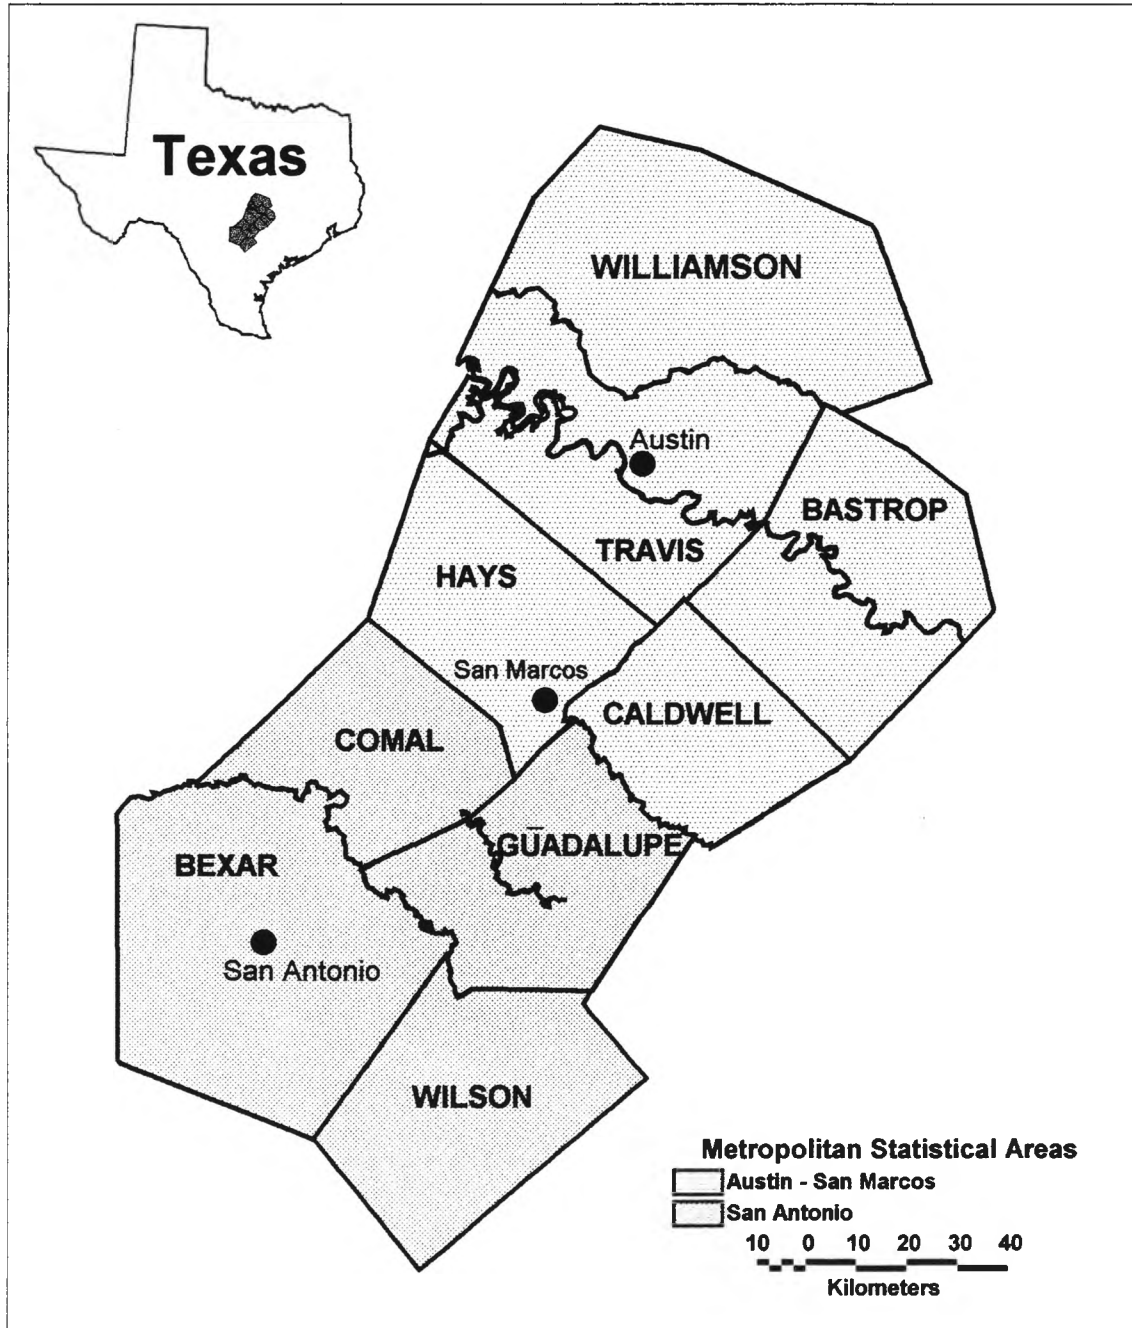 Texas
WILLIAMSON
Austin
BASTROP
TRAVIS
HAYS
San Marcos
CALDWELL
COMAL
GUADALUPE
BEXAR
San Antonio
WILSON
Metropolitan Statistical Areas
Austin - San Marcos
San Antonio
10 0 10 20 30 40
Kilometers